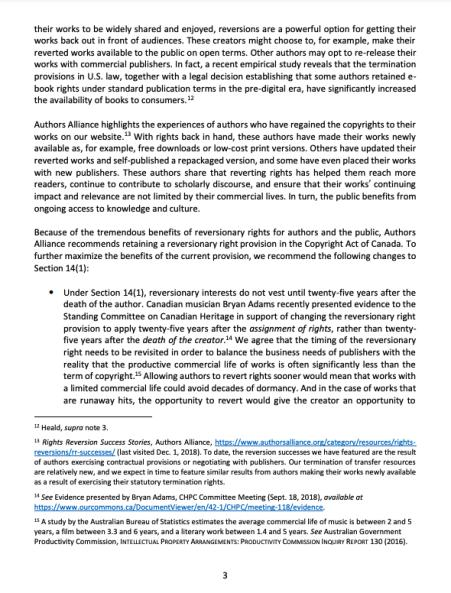 their works to be widely shared and enjoyed, reversions are a powerful option for getting their
works back out in front of audiences. These creators might choose to, for example, make their
reverted works available to the public on open terms. Other authors may opt to re-release their
works with commercial publishers. In fact, a recent empirical study reveals that the termination
provisions in U.S. law, together with a legal decision establishing that some authors retained e-
book rights under standard publication terms in the pre-digital era, have significantly increased
the availability of books to consumers.12
Authors Alliance highlights the experiences of authors who have regained the copyrights to their
works on our website.13 With rights back in hand, these authors have made their works newly
available as, for example, free downloads or low-cost print versions. Others have updated their
reverted works and self-published a repackaged version, and some have even placed their works
with new publishers. These authors share that reverting rights has helped them reach more
readers, continue to contribute to scholarly discourse, and ensure that their works' continuing
impact and relevance are not limited by their commercial lives. In turn, the public benefits from
ongoing access to knowledge and culture.
Because of the tremendous benefits of reversionary rights for authors and the public, Authors
Alliance recommends retaining a reversionary right provision in the Copyright Act of Canada. To
further maximize the benefits of the current provision, we recommend the following changes to
Section 14(1):
• Under Section 14(1), reversionary interests do not vest until twenty-five years after the
death of the author. Canadian musician Bryan Adams recently presented evidence to the
Standing Committee on Canadian Heritage in support of changing the reversionary right
provision to apply twenty-five years after the assignment of rights, rather than twenty-
five years after the death of the creator.14 We agree that the timing of the reversionary
right needs to be revisited in order to balance the business needs of publishers with the
reality that the productive commercial life of works is often significantly less than the
term of copyright.15 Allowing authors to revert rights sooner would mean that works with
a limited commercial life could avoid decades of dormancy. And in the case of works that
are runaway hits, the opportunity to revert would give the creator an opportunity to
12 Heald, supra note 3.
13 Rights Reversion Success Stories, Authors Alliance, https://www.authorsalliance.org/category/resources/rights-
reversions/rr-successes/ (last visited Dec. 1, 2018). To date, the reversion successes we have featured are the result
of authors exercising contractual provisions or negotiating with publishers. Our termination of transfer resources
are relatively new, and we expect in time to feature similar results from authors making their works newly available
as a result of exercising their statutory termination rights.
14 See Evidence presented by Bryan Adams, CHPC Committee Meeting (Sept. 18, 2018), available at
https://www.ourcommons.ca/DocumentViewer/en/42-1/CHPC/meeting-118/evidence.
15 A study by the Australian Bureau of Statistics estimates the average commercial life of music is between 2 and 5
years, a film between 3.3 and 6 years, and a literary work between 1.4 and 5 years. See Australian Government
Productivity Commission, INTELLECTUAL PROPERTY ARRANGEMENTS: PRODUCTIVITY COMMISSION INQUIRY REPORT 130 (2016).
3